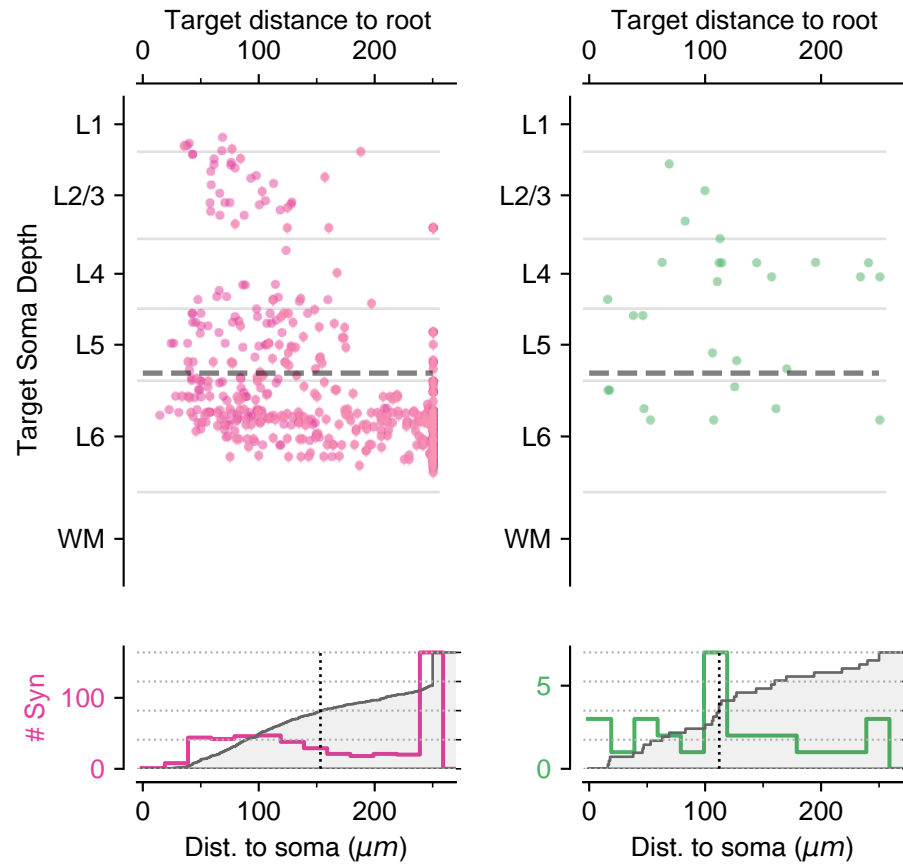 Target distance to root
Target distance to root
0 100 200
0 100 200
Target Soma Depth
L1
L2/3
L4
L5
L6
WM
L1
L2/3
L4
L5
L6
WM
# Syn
100
0
5
0
0 100 200
0 100 200
Dist. to soma (μm)
Dist. to soma (μm)